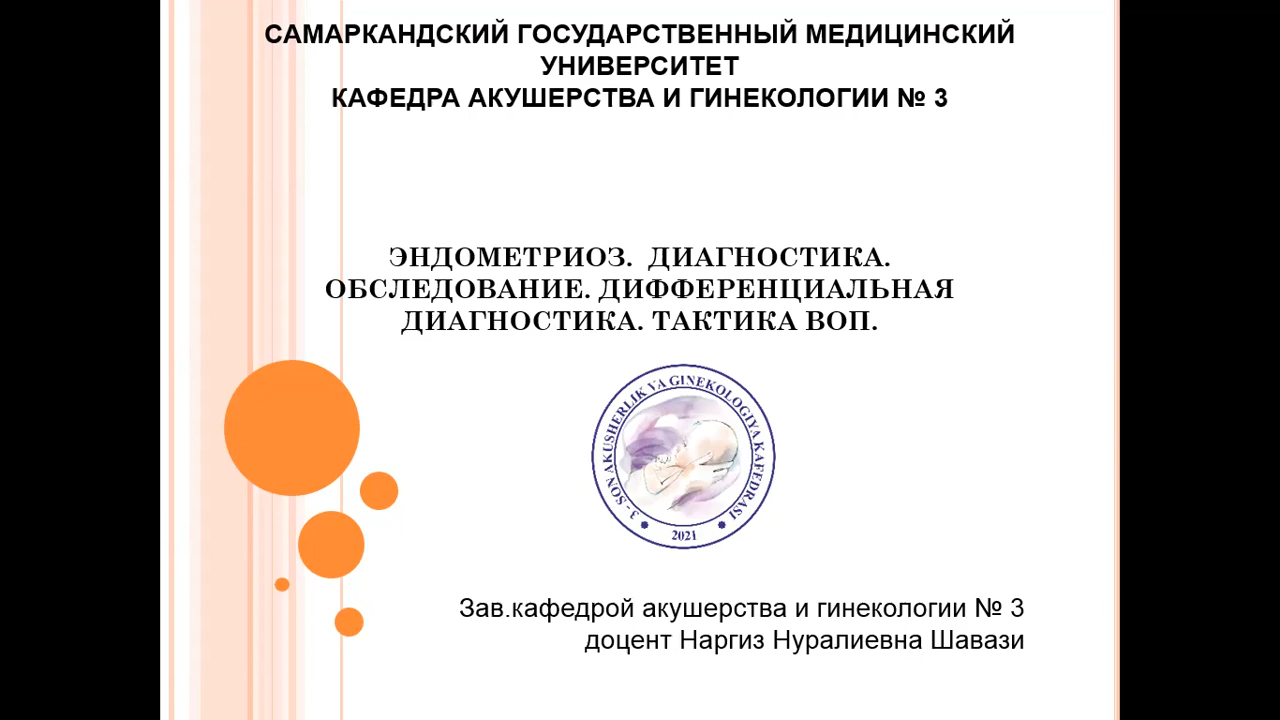 САМАРКАНДСКИЙ ГОСУДАРСТВЕННЫЙ МЕДИЦИНСКИЙ
УНИВЕРСИТЕТ
КАФЕДРА АКУШЕРСТВА И ГИНЕКОЛОГИИ № 3
ЭНДОМЕТРИОЗ. ДИАГНОСТИКА.
ОБСЛЕДОВАНИЕ. ДИФФЕРЕНЦИАЛЬНАЯ
ДИАГНОСТИКА. ТАКТИКА ВОП.
3 - SON AKUSHERLIK VA GINEKOLOGIYA KAFEDRASI
2021
Зав.кафедрой акушерства и гинекологии № 3
доцент Наргиз Нуралиевна Шавази